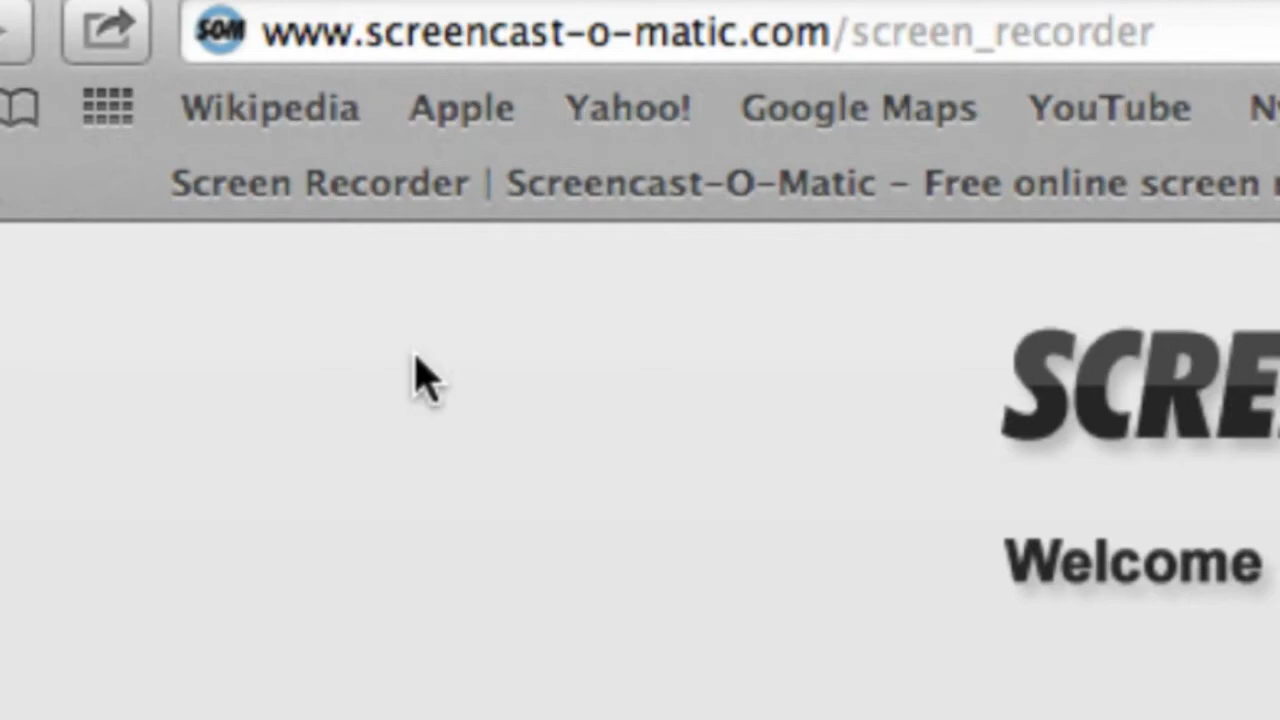 SOM www.screencast-o-matic.com/screen_recorder
Wikipedia Apple Yahoo! Google Maps YouTube N
Screen Recorder | Screencast-O-Matic - Free online screen
SCRE
Welcome